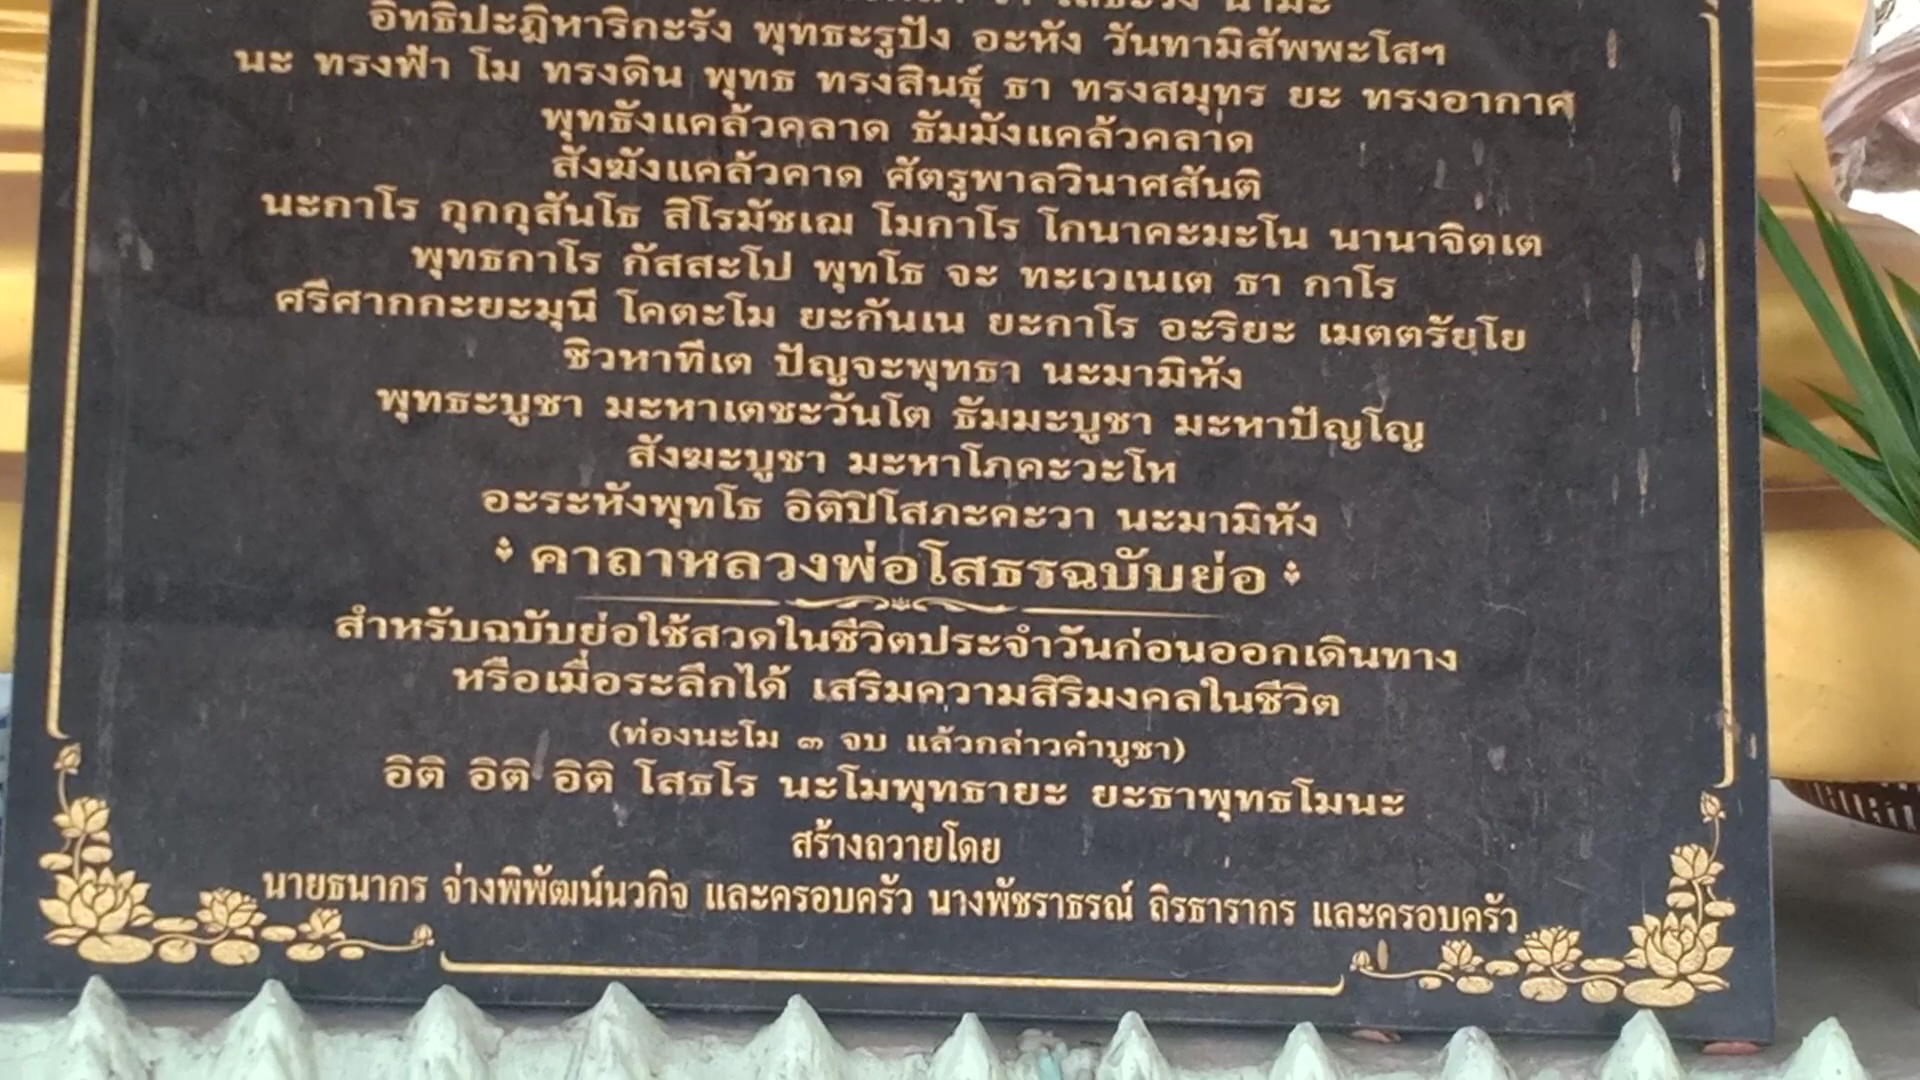 อิทธิปะฏิหาริกะรัง พุทธะรูปัง อะหัง วันทามิสัพพะโสฯ
นะ ทรงฟ้า โม ทรงดิน พุทธ ทรงสินธุ์ ธา ทรงสมุทร ยะ ทรงอากาศ
พุทธังแคล้วคลาด ธัมมังแคล้วคลาด
สังฆังแคล้วคาด ศัตรูพาลวินาศสันติ
นะกาโร กุกกุสันโธ สิโรมัชเฌ โมกาโร โกนาคะมะโน นานาจิตเต
พุทธกาโร กัสสะโป พุทโธ จะ ทะเวเนเต ธา กาโร
ศรีศากกะยะมุนี โคตะโม ยะกันเน ยะกาโร อะริยะ เมตตรัยโย
ชิวหาทีเต ปัญจะพุทธา นะมามิหัง
พุทธะบูชา มะหาเตชะวันโต ธัมมะบูชา มะหาปัญโญ
สังฆะบูชา มะหาโภคะวะโห
อะระหังพุทโธ อิติปิโสภะคะวา นะมามิหัง
คาถาหลวงพ่อโสธรฉบับย่อ
สำหรับฉบับย่อใช้สวดในชีวิตประจำวันก่อนออกเดินทาง
หรือเมื่อระลึกได้ เสริมความสิริมงคลในชีวิต
(ท่องนะโม ๓ จบ แล้วกล่าวคำบูชา)
อิติ อิติ อิติ โสธโร นะโมพุทธายะ ยะธาพุทธโมนะ
สร้างถวายโดย
นายธนากร จ่างพิพัฒน์นวกิจ และครอบครัว นางพัชราธรณ์ ถิรธารากร และครอบครัว